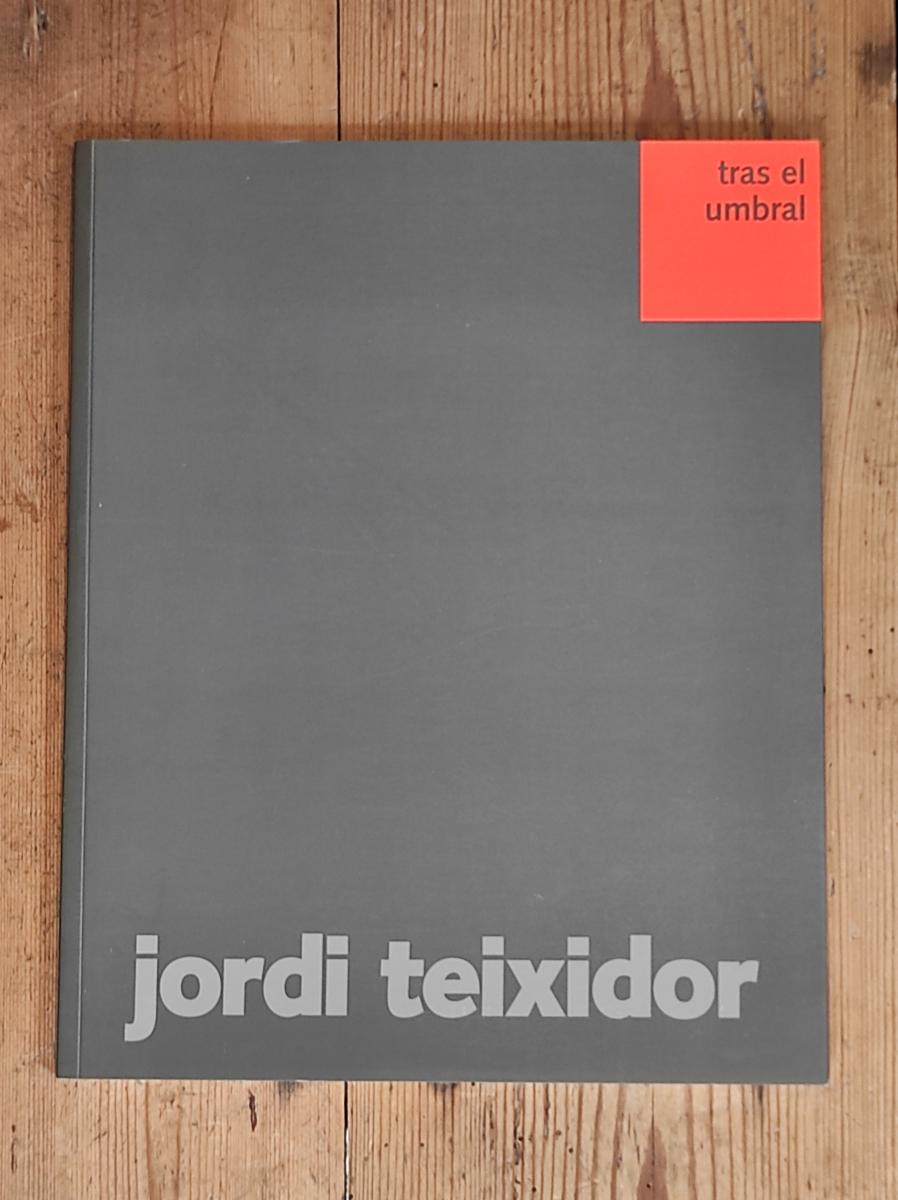 tras el
umbral
jordi teixidor